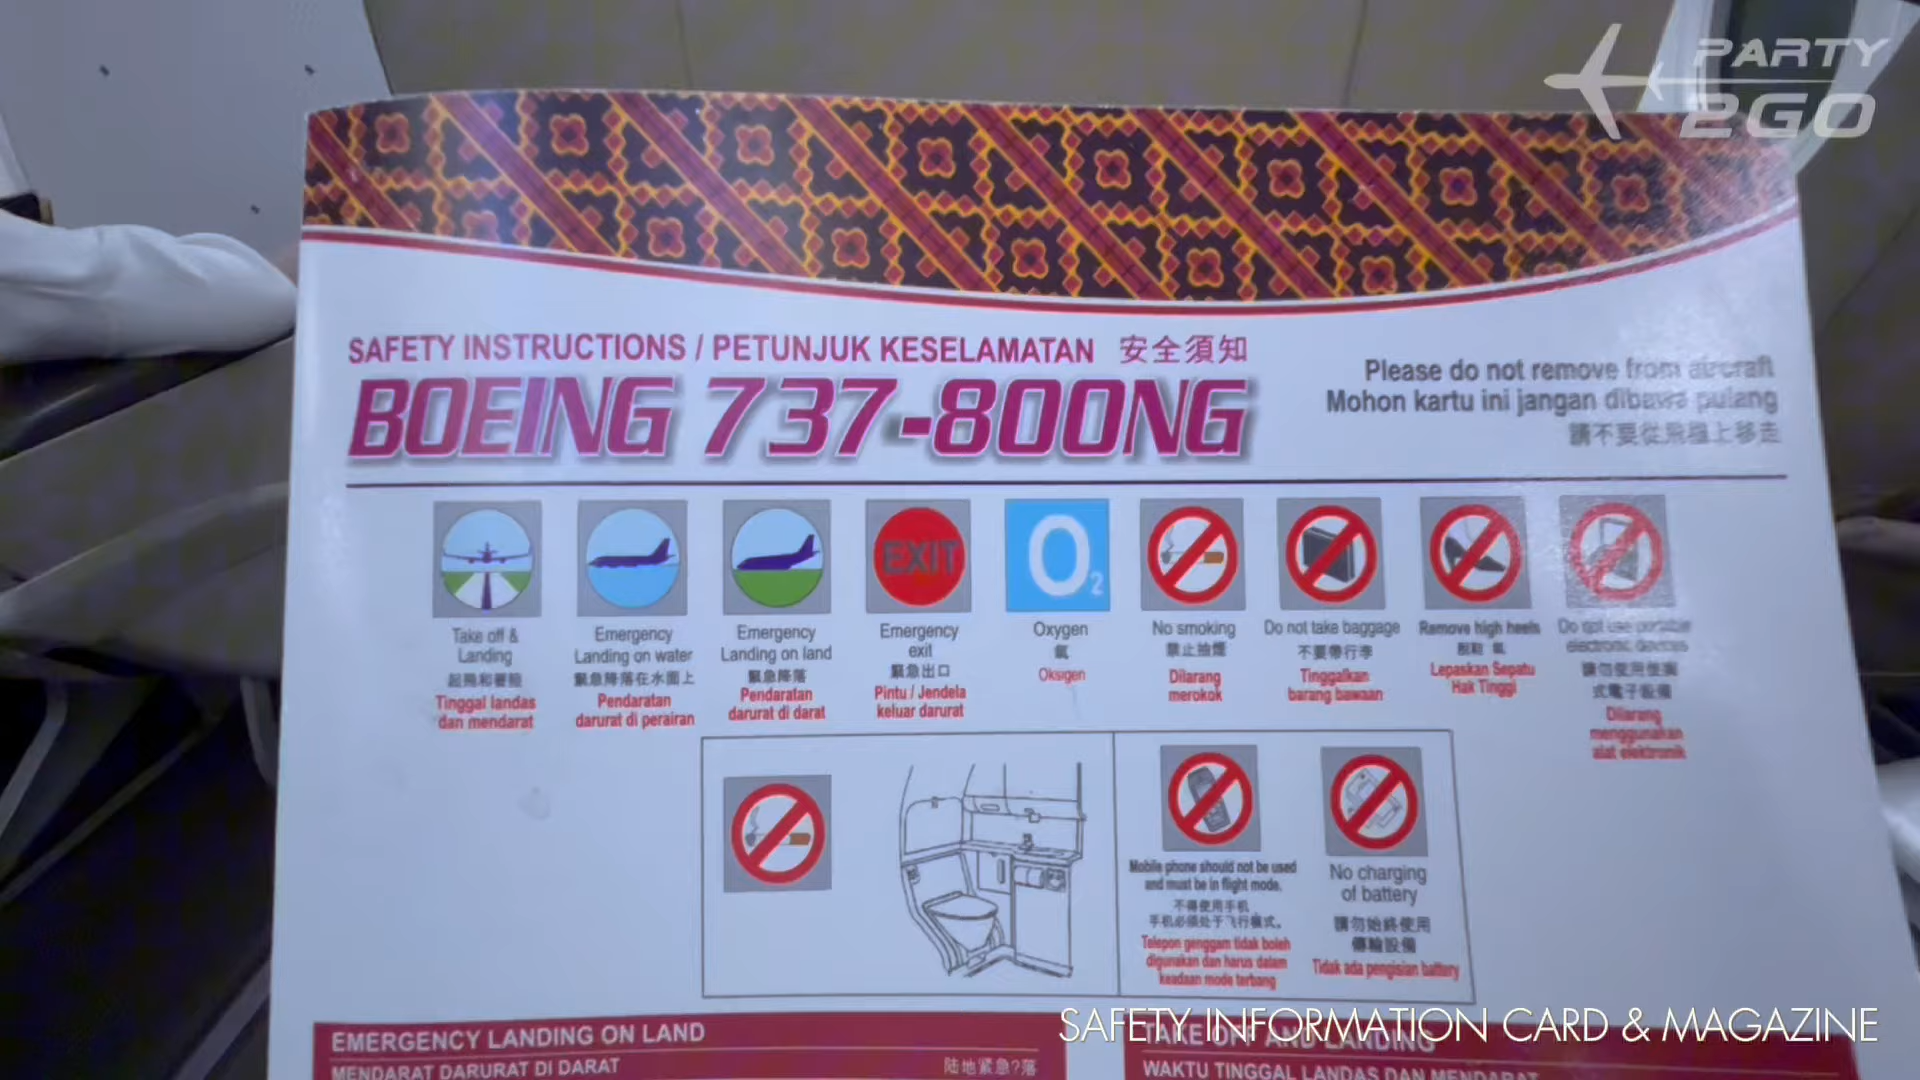 PARTY
2GO
SAFETY INSTRUCTIONS / PETUNJUK KESELAMATAN 安全須知
BOEING 737-800NG
Please do not remove from aircraft
Mohon kartu ini jangan dibawa pulang
請不要從飛機上移走
Take off &
Landing
起飛和著陸
Tinggal landas
dan mendarat
Emergency
Landing on water
緊急降落在水面上
Pendaratan
darurat di perairan
Emergency
Landing on land
緊急降落
Pendaratan
darurat di darat
EXIT
Emergency
exit
緊急出口
Pintu / Jendela
keluar darurat
O2
Oxygen
氧
Oksigen
No smoking
禁止抽煙
Dilarang
merokok
Do not take baggage
不要帶行李
Tinggalkan
barang bawaan
Remove high heels
Lepaskan Sepatu
Hak Tinggi
Do not use portable
electronic devices
請勿使用便攜
式電子設備
Dilarang
menggunakan
alat elektronik
Mobile phone should not be used
and must be in flight mode.
不得使用手机
手机必须处于飞行模式。
Telepon genggam tidak boleh
digunakan dan harus dalam
keadaan mode terbang
No charging
of battery
請勿始終使用
傳輸設備
Tidak ada pengisian battery
EMERGENCY LANDING ON LAND
MENDARAT DARURAT DI DARAT
陆地紧急?落
TAKE OFF AND LANDING
WAKTU TINGGAL LANDAS DAN MENDARAT
SAFETY INFORMATION CARD & MAGAZINE